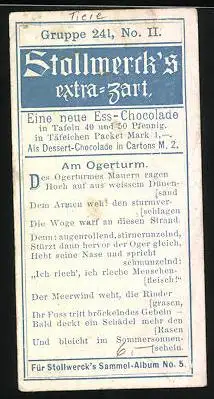 Tiere
Gruppe 241, No. II.
Stollwerck's
extra-zart.
Eine neue Ess-Chocolade
in Tafeln 40 und 50 Pfennig.
in Täfelchen Packet Mark 1,—.
Als Dessert-Chocolade in Cartons M. 2.
Am Ogerturm.
Des Ogerturmes Mauern ragen
Hoch auf aus weissem Dünen-
[sand
Dem Armen weh! den sturmver-
[schlagen
Die Woge warf an diesen Strand.
Denn: augenrollend, stirnerunzelnd,
Stürzt dann hervor der Oger gleich,
Hebt seine Nase und spricht
schmunzelnd:
„Ich riech', ich rieche Menschen-
[fleisch!"
Der Meerwind weht, die Rinder
[grasen,
Ihr Fuss tritt bröckelndes Gebein –
Bald deckt ein Schädel mehr den
[Rasen
Und bleicht im Sommersonnen-
[schein.
6.—
Für Stollwerck's Sammel-Album No. 5.